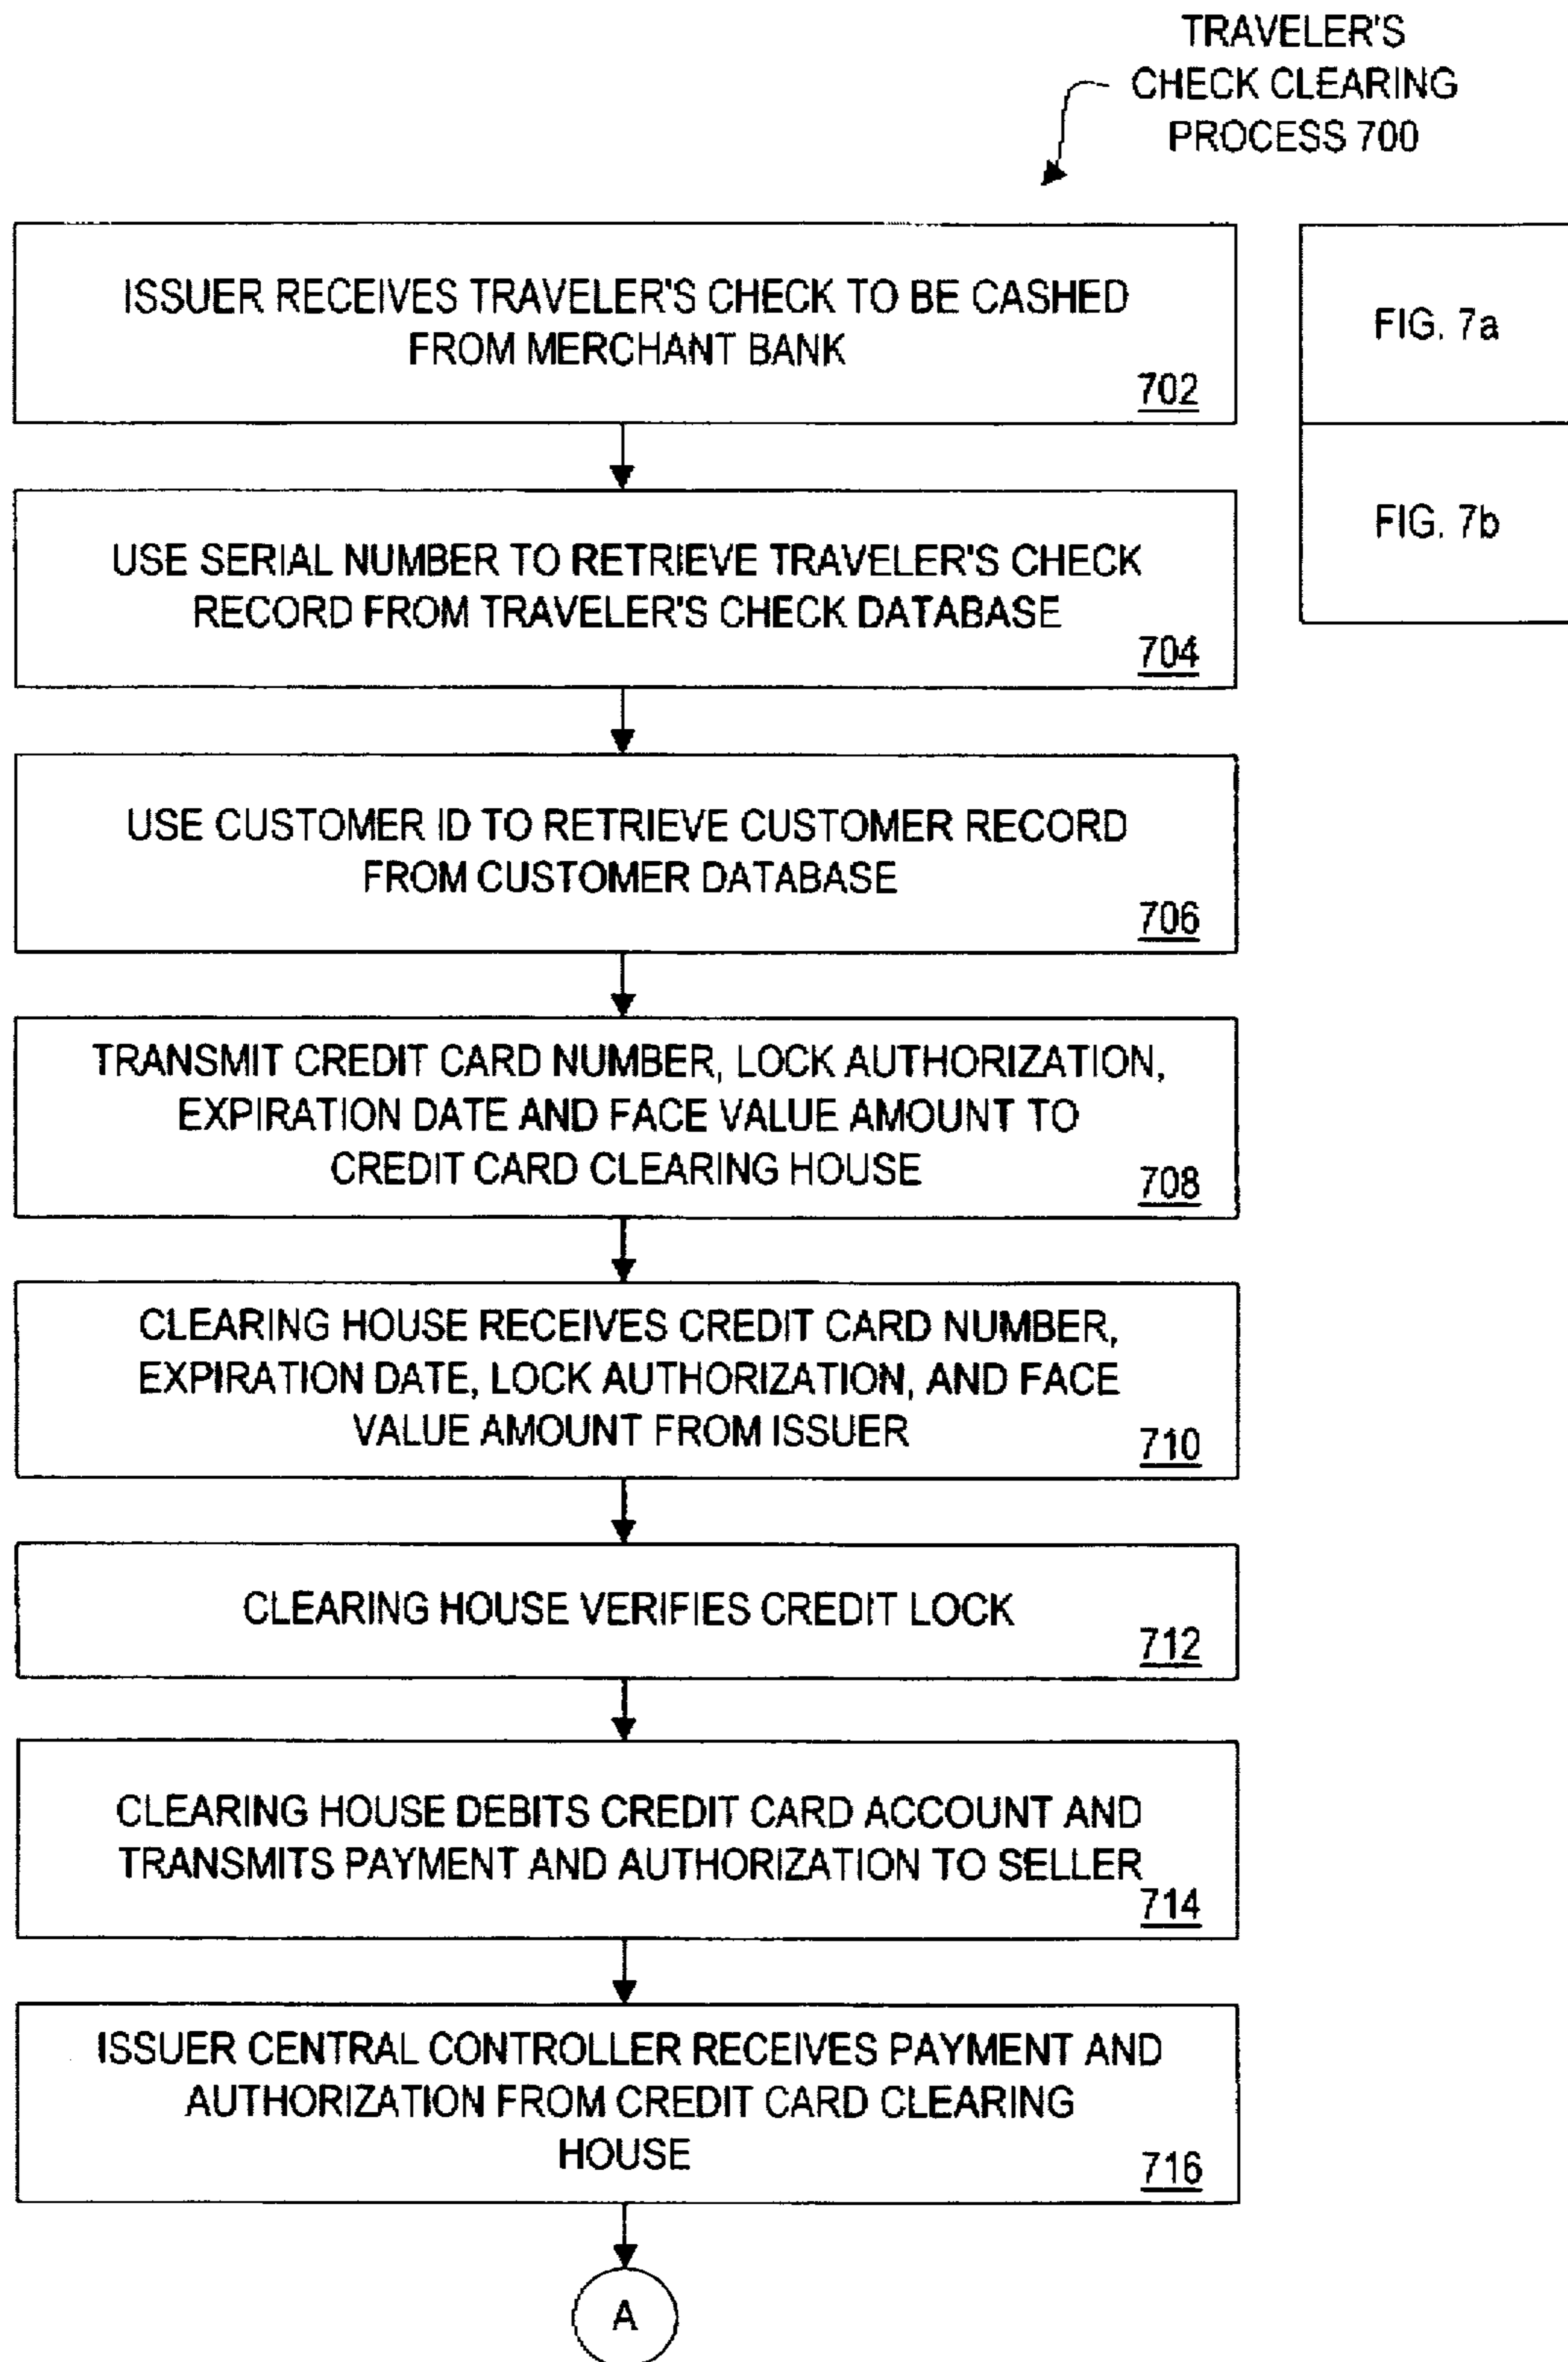 TRAVELER'S
CHECK CLEARING
PROCESS 700
ISSUER RECEIVES TRAVELER'S CHECK TO BE CASHED
FROM MERCHANT BANK
702
FIG. 7a
FIG. 7b
USE SERIAL NUMBER TO RETRIEVE TRAVELER'S CHECK
RECORD FROM TRAVELER'S CHECK DATABASE
704
USE CUSTOMER ID TO RETRIEVE CUSTOMER RECORD
FROM CUSTOMER DATABASE
706
TRANSMIT CREDIT CARD NUMBER, LOCK AUTHORIZATION,
EXPIRATION DATE AND FACE VALUE AMOUNT TO
CREDIT CARD CLEARING HOUSE
708
CLEARING HOUSE RECEIVES CREDIT CARD NUMBER,
EXPIRATION DATE, LOCK AUTHORIZATION, AND FACE
VALUE AMOUNT FROM ISSUER
710
CLEARING HOUSE VERIFIES CREDIT LOCK
712
CLEARING HOUSE DEBITS CREDIT CARD ACCOUNT AND
TRANSMITS PAYMENT AND AUTHORIZATION TO SELLER
714
ISSUER CENTRAL CONTROLLER RECEIVES PAYMENT AND
AUTHORIZATION FROM CREDIT CARD CLEARING
HOUSE
716
A